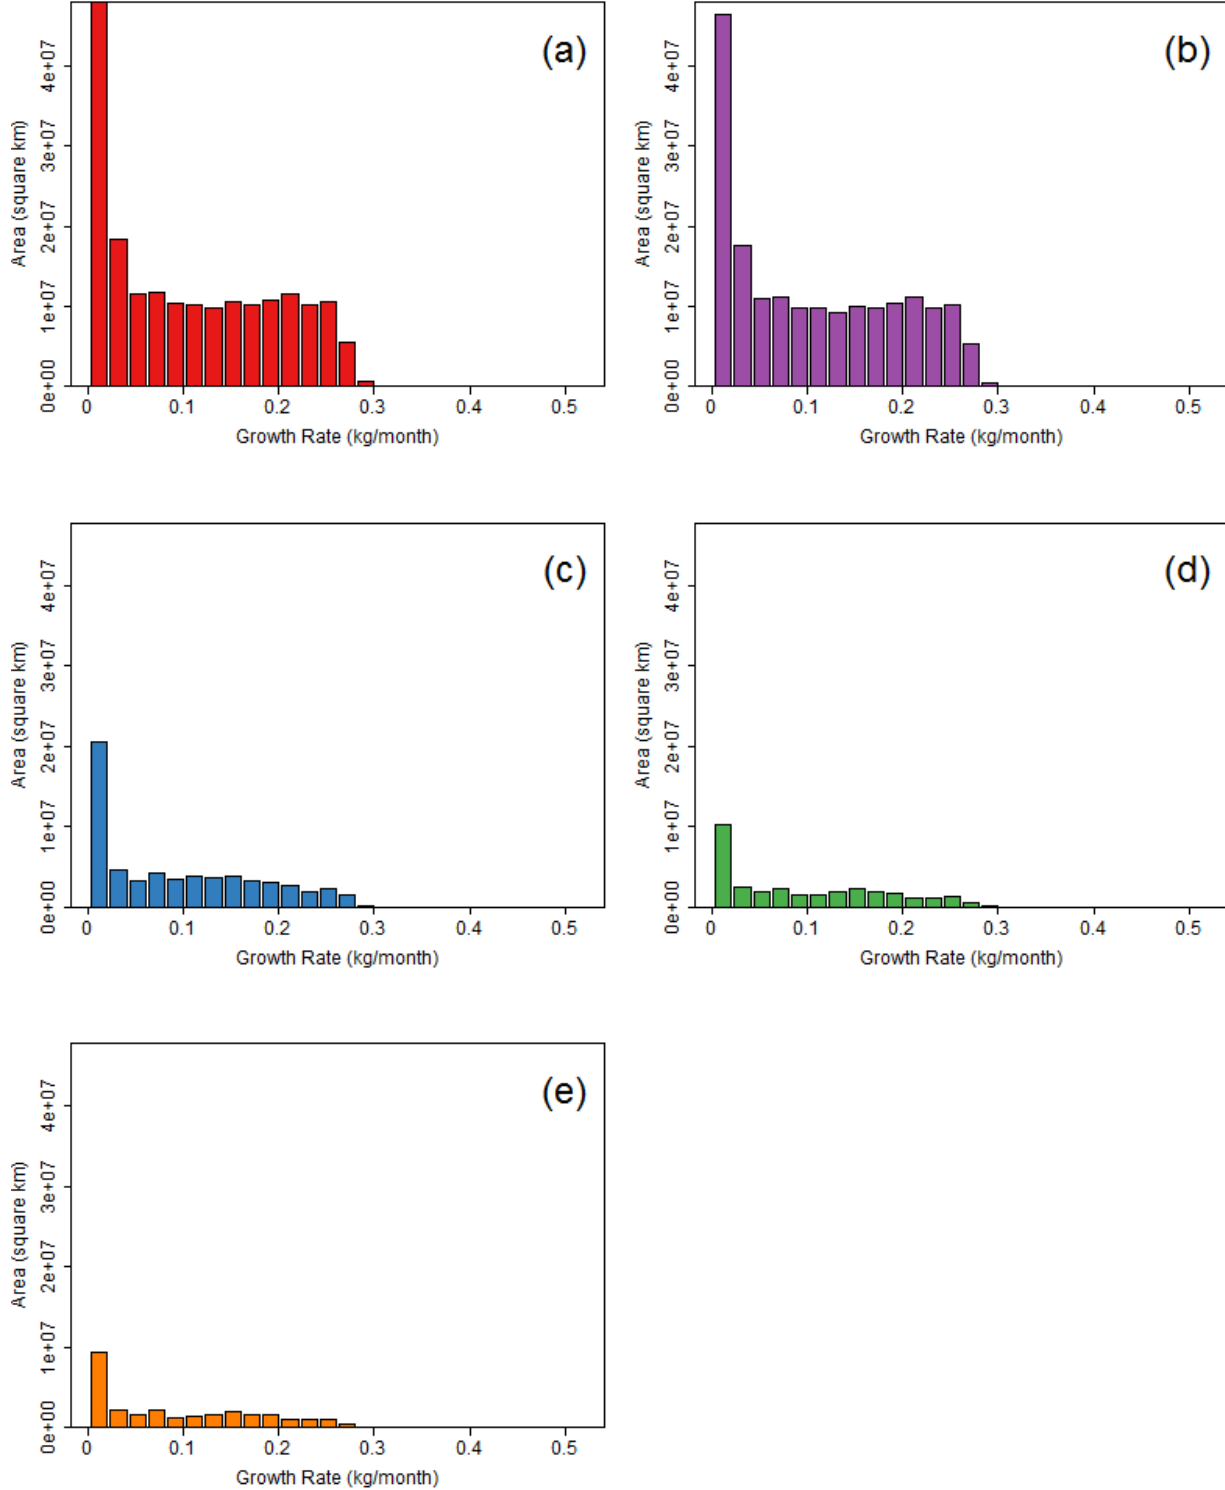 (a)
Area (square km)
4e+07
3e+07
2e+07
1e+07
0e+00
0 0.1 0.2 0.3 0.4 0.5
Growth Rate (kg/month)
(b)
Area (square km)
4e+07
3e+07
2e+07
1e+07
0e+00
0 0.1 0.2 0.3 0.4 0.5
Growth Rate (kg/month)
(c)
Area (square km)
4e+07
3e+07
2e+07
1e+07
0e+00
0 0.1 0.2 0.3 0.4 0.5
Growth Rate (kg/month)
(d)
Area (square km)
4e+07
3e+07
2e+07
1e+07
0e+00
0 0.1 0.2 0.3 0.4 0.5
Growth Rate (kg/month)
(e)
Area (square km)
4e+07
3e+07
2e+07
1e+07
0e+00
0 0.1 0.2 0.3 0.4 0.5
Growth Rate (kg/month)